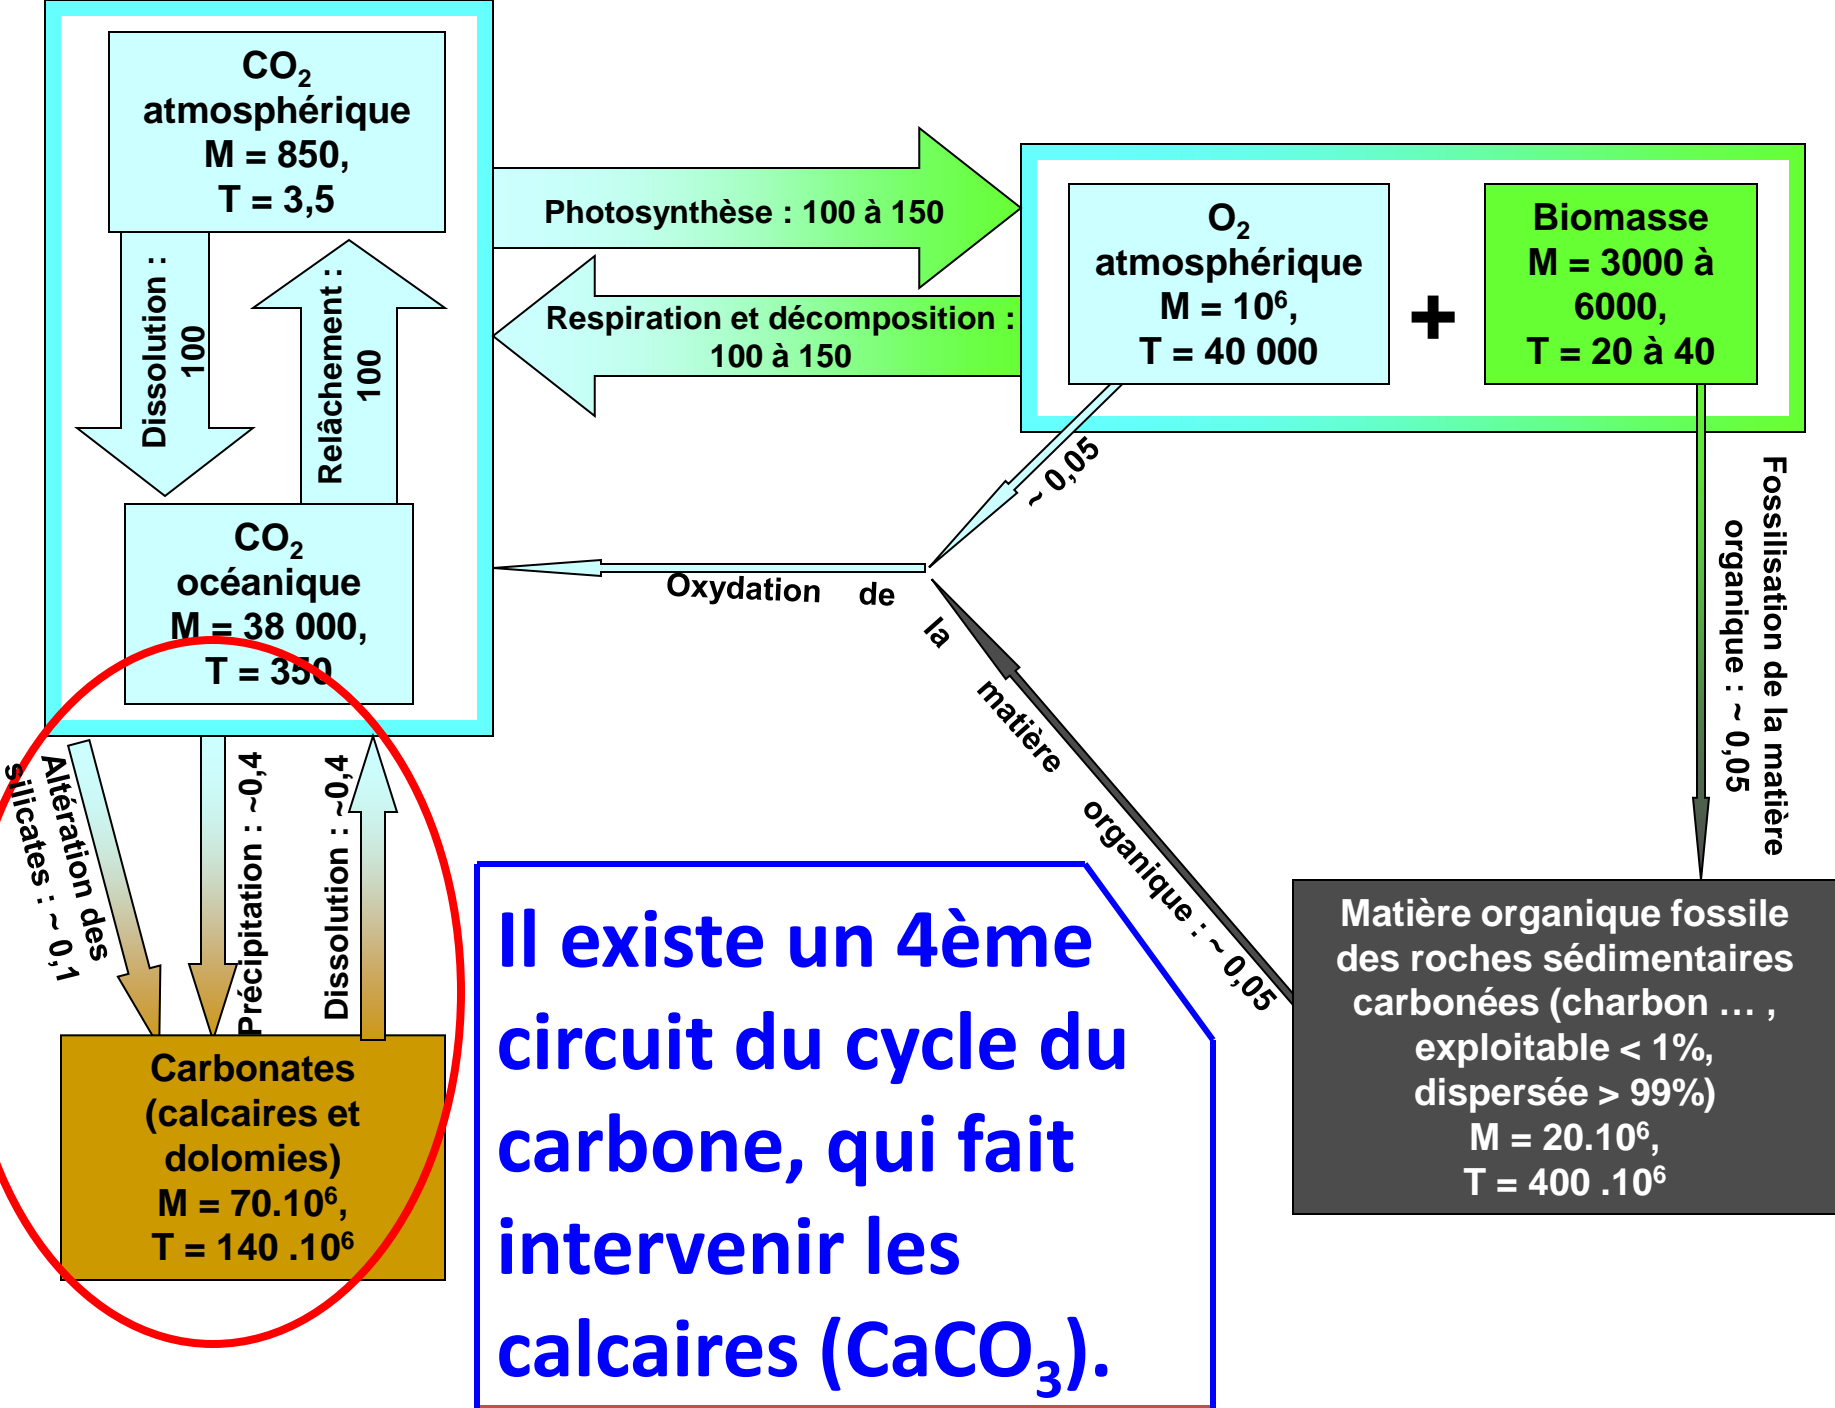 CO₂
atmosphérique
M = 850,
T = 3,5
Dissolution :
100
Relâchement :
100
CO₂
océanique
M = 38 000,
T = 350
Photosynthèse : 100 à 150
Respiration et décomposition :
100 à 150
O₂
atmosphérique
M = 10⁶,
T = 40 000
+
Biomasse
M = 3000 à
6000,
T = 20 à 40
~ 0,05
Oxydation de la matière organique : ~ 0,05
Fossilisation de la matière
organique : ~ 0,05
Altération des
silicates : ~ 0,1
Précipitation : ~0,4
Dissolution : ~0,4
Carbonates
(calcaires et
dolomies)
M = 70.10⁶,
T = 140 .10⁶
Il existe un 4ème
circuit du cycle du
carbone, qui fait
intervenir les
calcaires (CaCO₃).
Matière organique fossile
des roches sédimentaires
carbonées (charbon … ,
exploitable < 1%,
dispersée > 99%)
M = 20.10⁶,
T = 400 .10⁶